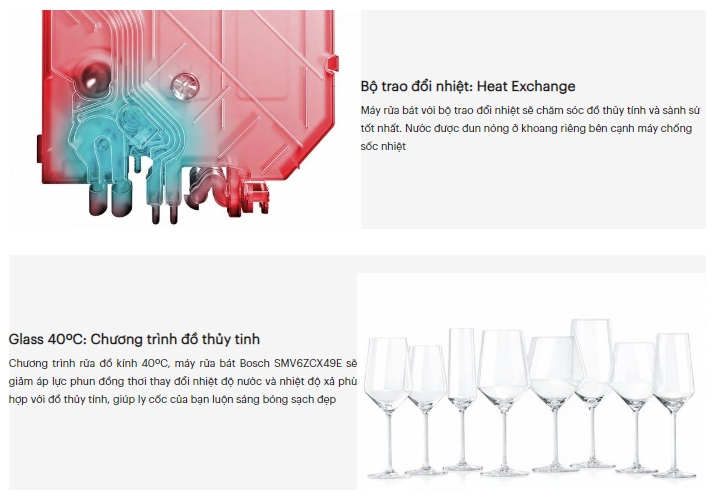 Bộ trao đổi nhiệt: Heat Exchange
Máy rửa bát với bộ trao đổi nhiệt sẽ chăm sóc đồ thủy tính và sành sứ
tốt nhất. Nước được đun nóng ở khoang riêng bên cạnh máy chống
sốc nhiệt
Glass 40ºC: Chương trình đồ thủy tinh
Chương trình rửa đồ kính 40ºC, máy rửa bát Bosch SMV6ZCX49E sẽ
giảm áp lực phun đồng thơi thay đổi nhiệt độ nước và nhiệt độ xả phù
hợp với đồ thủy tính, giúp ly cốc của bạn luôn sáng bóng sạch đẹp